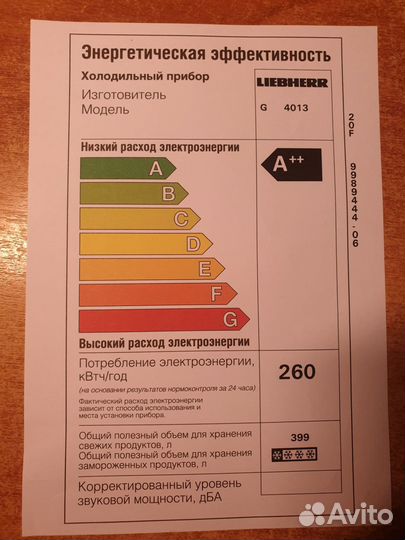 Энергетическая эффективность
Холодильный прибор LIEBHERR
Изготовитель
Модель G 4013
Низкий расход электроэнергии
A
A++
B
C
D
E
F
G
Высокий расход электроэнергии
Потребление электроэнергии,
кВтч/год 260
(на основании результатов нормоконтроля за 24 часа)
Фактический расход электроэнергии
зависит от способа использования и
места установки прибора.
Общий полезный объем для хранения
свежих продуктов, л
399
Общий полезный объем для хранения
замороженных продуктов, л
Корректированный уровень
звуковой мощности, дБА
20F 9989444-06
Avito